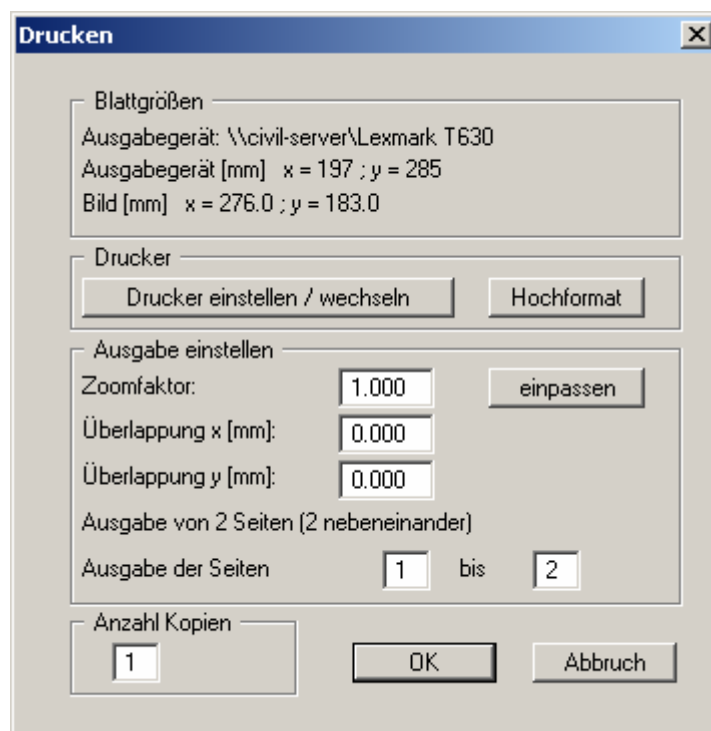 Drucken
Blattgrößen
Ausgabegerät: \\civil-server\Lexmark T630
Ausgabegerät [mm]   x = 197 ; y = 285
Bild [mm]   x = 276.0 ; y = 183.0
Drucker
Drucker einstellen / wechseln   Hochformat
Ausgabe einstellen
Zoomfaktor:   1.000   einpassen
Überlappung x [mm]:   0.000
Überlappung y [mm]:   0.000
Ausgabe von 2 Seiten (2 nebeneinander)
Ausgabe der Seiten   1   bis   2
Anzahl Kopien
1   OK   Abbruch